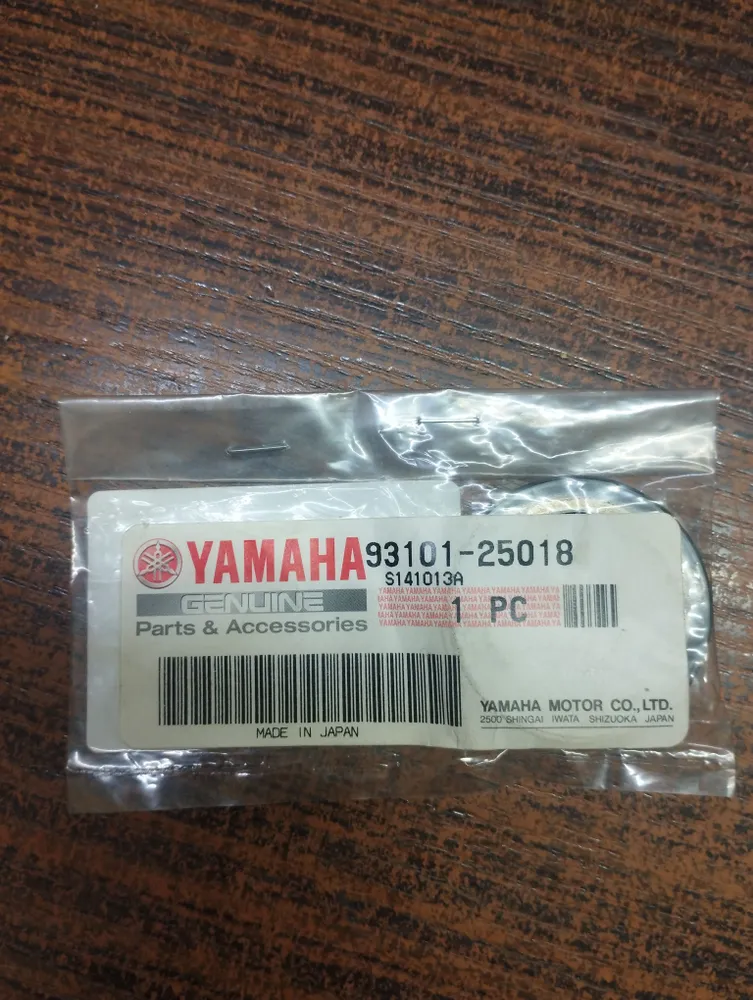 YAMAHA 93101-25018
S141013A
GENUINE
1 PC
Parts & Accessories
YAMAHA MOTOR CO.,LTD.
2500 SHINGAI IWATA SHIZUOKA JAPAN
MADE IN JAPAN